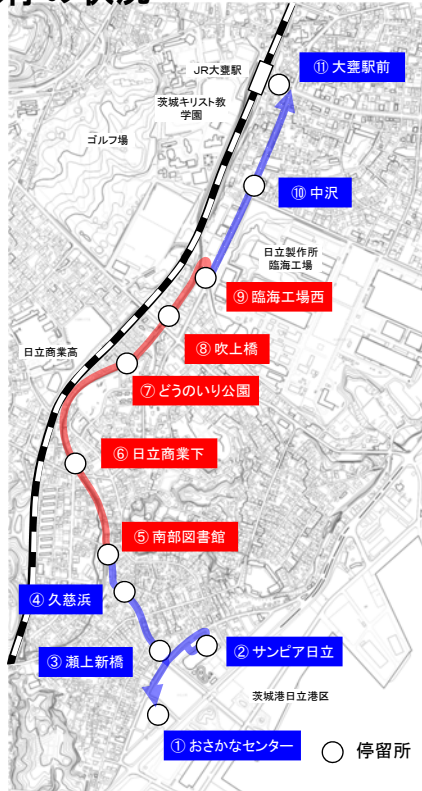 JR大甕駅
⑪ 大甕駅前
茨城キリスト教
学園
ゴルフ場
⑩ 中沢
日立製作所
臨海工場
⑨ 臨海工場西
⑧ 吹上橋
日立商業高
⑦ どうのいり公園
⑥ 日立商業下
⑤ 南部図書館
④ 久慈浜
② サンピア日立
③ 瀬上新橋
茨城港日立港区
① おさかなセンター
停留所